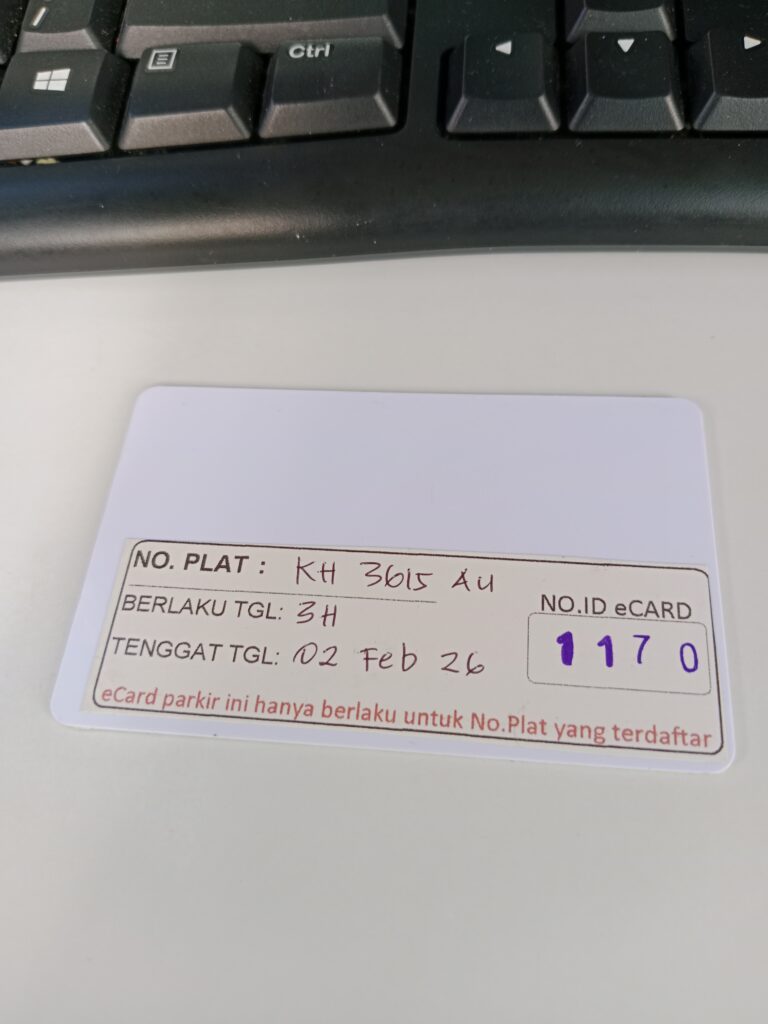 Ctrl
NO. PLAT : KH 3615 AU
BERLAKU TGL: 3H
TENGGAT TGL: 02 Feb 26
NO.ID eCARD
1170
eCard parkir ini hanya berlaku untuk No.Plat yang terdaftar